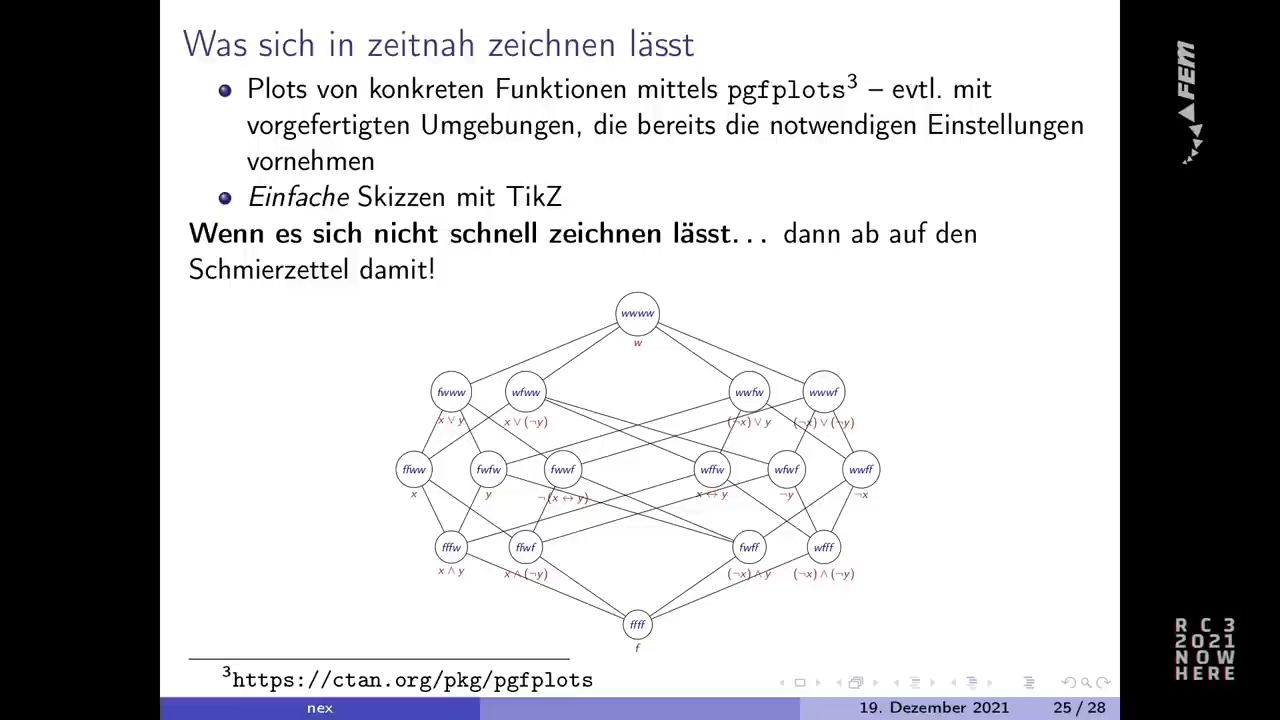 Was sich in zeitnah zeichnen lässt
Plots von konkreten Funktionen mittels pgfplots³ – evtl. mit
vorgefertigten Umgebungen, die bereits die notwendigen Einstellungen
vornehmen
Einfache Skizzen mit TikZ
Wenn es sich nicht schnell zeichnen lässt... dann ab auf den
Schmierzettel damit!
wwww
w
fwww wfww wwfw wwwf
x ∨ y x ∨ (¬y) (¬x) ∨ y (¬x) ∨ (¬y)
ffww fwfw fwwf wffw wfwf wwff
x y ¬(x ↔ y) x ↔ y ¬y ¬x
fffw ffwf fwff wfff
x ∧ y x ∧ (¬y) (¬x) ∧ y (¬x) ∧ (¬y)
ffff
f
³https://ctan.org/pkg/pgfplots
nex 19. Dezember 2021 25 / 28
FEM
RC3
2021
NOW
HERE